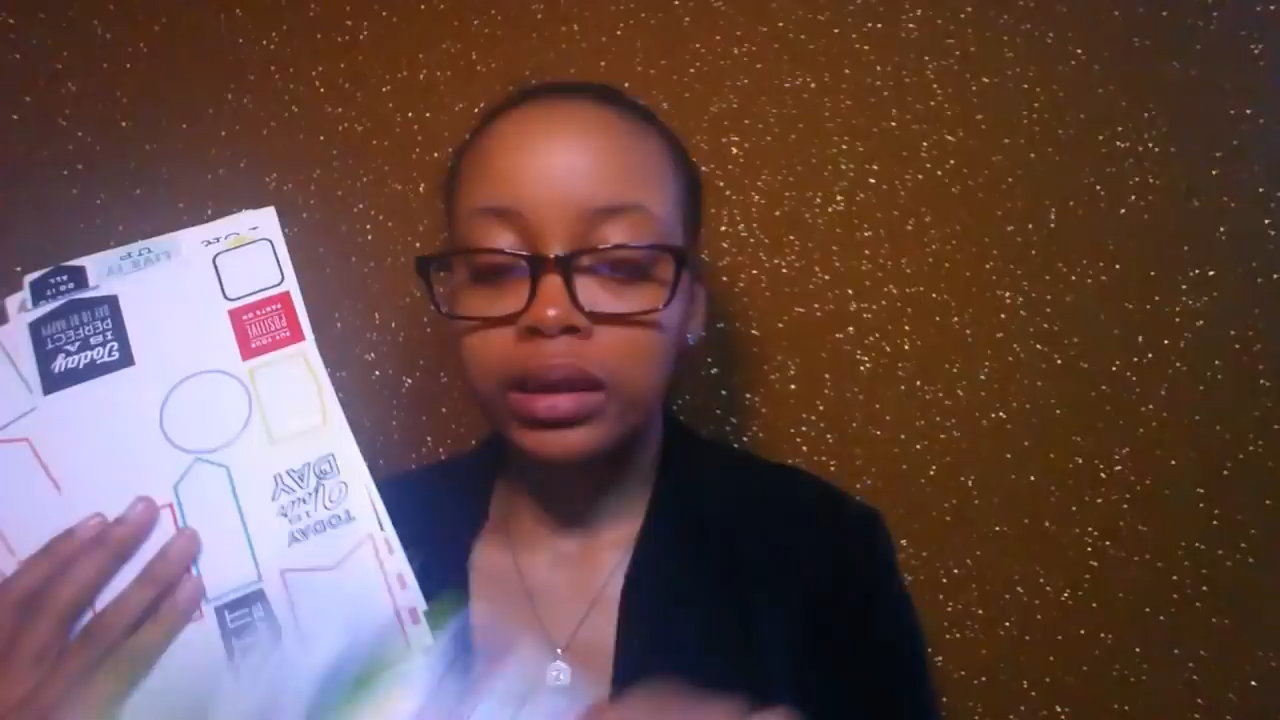 LIVE IT
UP
ALL
DO IT
Today
IS A
PERFECT
DAY TO BE HAPPY
PUT YOUR
POSITIVE
PANTS ON
TODAY
IS
Your
DAY